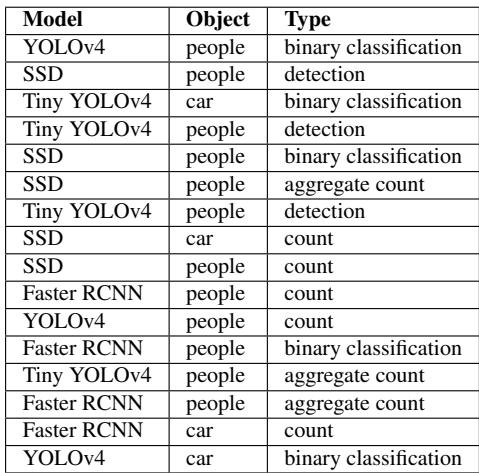 Model Object Type
YOLOv4 people binary classification
SSD people detection
Tiny YOLOv4 car binary classification
Tiny YOLOv4 people detection
SSD people binary classification
SSD people aggregate count
Tiny YOLOv4 people detection
SSD car count
SSD people count
Faster RCNN people count
YOLOv4 people count
Faster RCNN people binary classification
Tiny YOLOv4 people aggregate count
Faster RCNN people aggregate count
Faster RCNN car count
YOLOv4 car binary classification